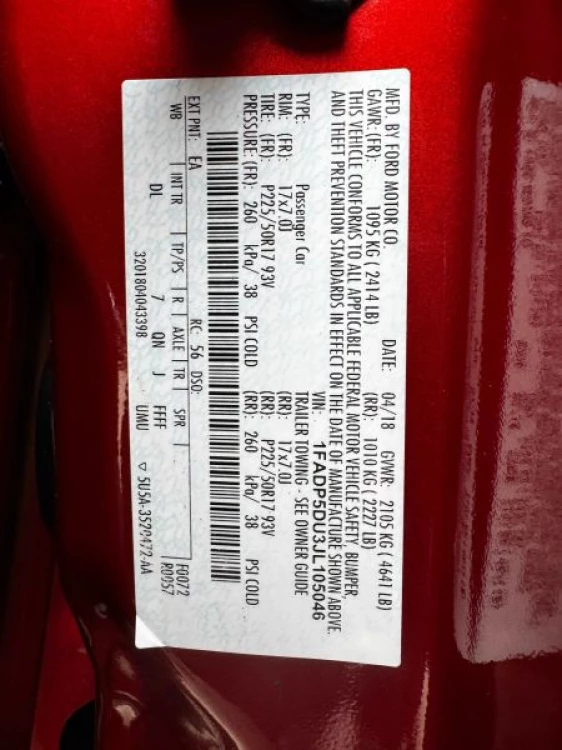 MFD. BY FORD MOTOR CO.
DATE: 04/18 GVWR: 2105 KG ( 4641 LB)
GAWR: (FR): 1095 KG ( 2414 LB) (RR): 1010 KG ( 2227 LB)
THIS VEHICLE CONFORMS TO ALL APPLICABLE FEDERAL MOTOR VEHICLE SAFETY, BUMPER,
AND THEFT PREVENTION STANDARDS IN EFFECT ON THE DATE OF MANUFACTURE SHOWN ABOVE.
VIN: 1FADP5DU3JL105046
TYPE: Passenger Car TRAILER TOWING - SEE OWNER GUIDE
RIM: (FR): 17x7.0J (RR): 17x7.0J
TIRE: (FR): P225/50R17 93V (RR): P225/50R17 93V
PRESSURE: (FR): 260 kPa/ 38 PSI COLD (RR): 260 kPa/ 38 PSI COLD
EXT PNT: EA RC: 56 DSO: F0072
WB INT TR TP/PS R AXLE TR SPR R0057
DL 7 QN J FFFF
3201804043398 UMU ▽ 5U5A-3520472-AA